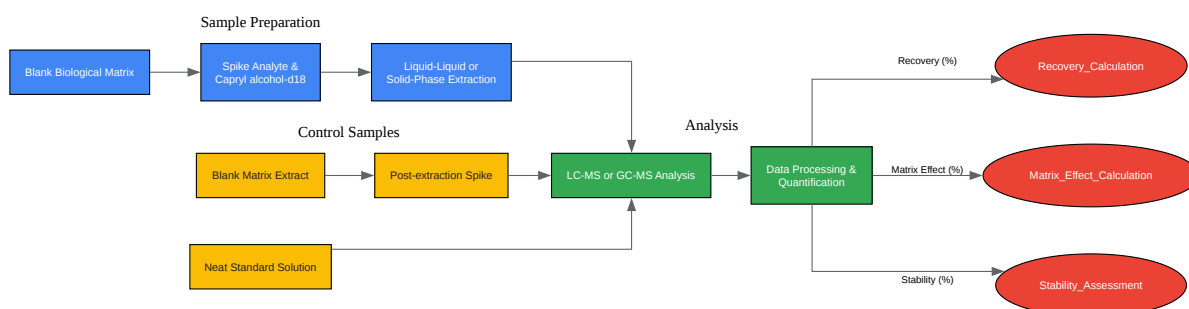 Sample Preparation
Blank Biological Matrix
Spike Analyte &
Capryl alcohol-d18
Liquid-Liquid or
Solid-Phase Extraction
Control Samples
Blank Matrix Extract
Post-extraction Spike
Neat Standard Solution
Analysis
LC-MS or GC-MS Analysis
Data Processing &
Quantification
Recovery (%)
Recovery_Calculation
Matrix Effect (%)
Matrix_Effect_Calculation
Stability (%)
Stability_Assessment